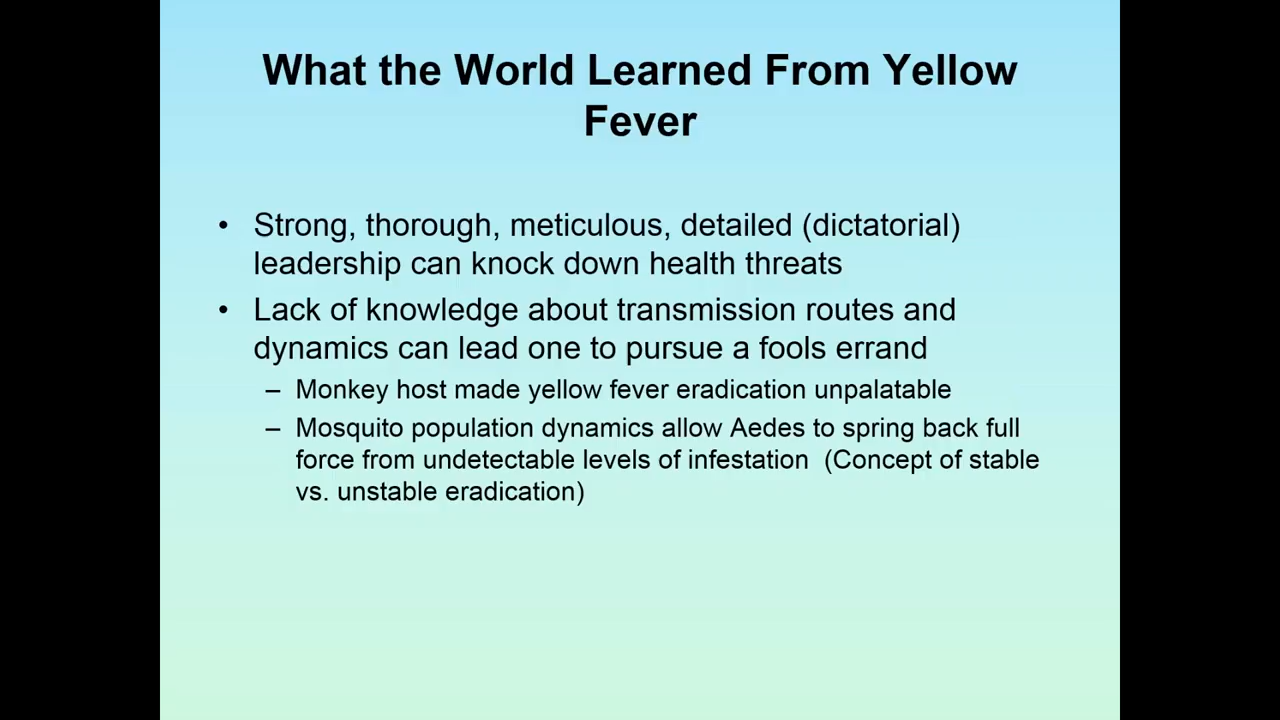 What the World Learned From Yellow
Fever
• Strong, thorough, meticulous, detailed (dictatorial)
leadership can knock down health threats
• Lack of knowledge about transmission routes and
dynamics can lead one to pursue a fools errand
– Monkey host made yellow fever eradication unpalatable
– Mosquito population dynamics allow Aedes to spring back full
force from undetectable levels of infestation  (Concept of stable
vs. unstable eradication)